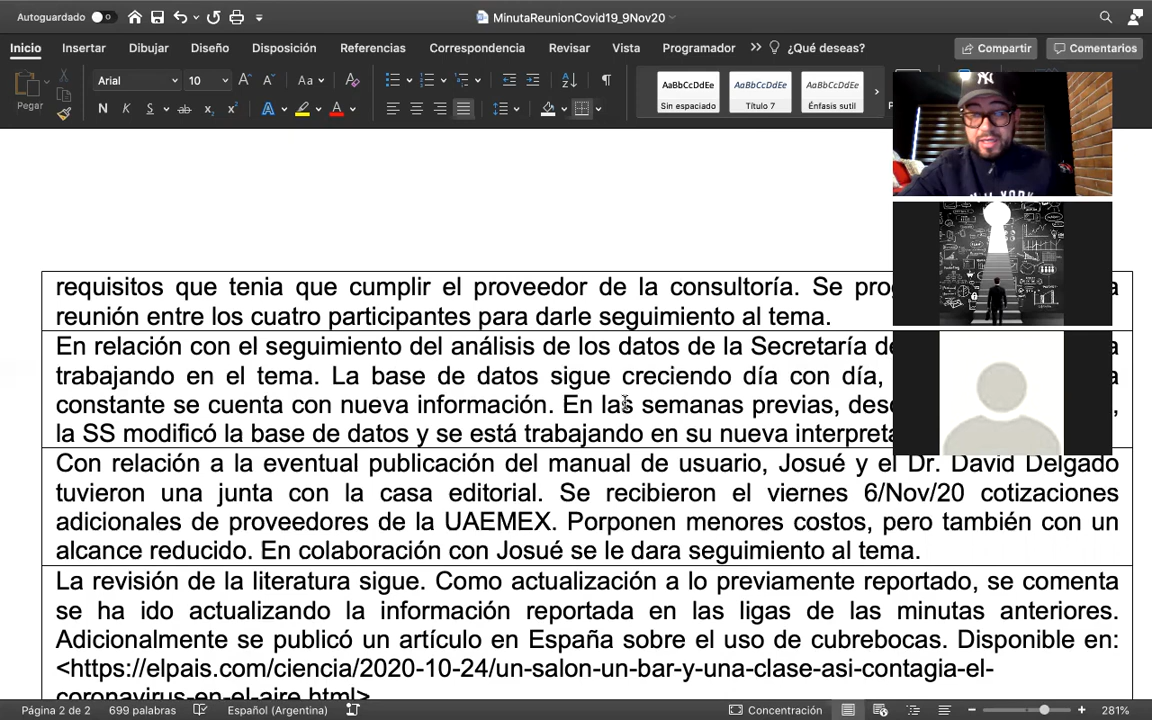 Autoguardado
MinutaReunionCovid19_9Nov20
Inicio Insertar Dibujar Diseño Disposición Referencias Correspondencia Revisar Vista Programador >> ¿Qué deseas? Compartir Comentarios
Pegar
Arial 10 Aa
N K S ab x₂ x² A A
AaBbCcDdEe AaBbCcDdEe AaBbCcDdEe
Sin espaciado Título 7 Énfasis sutil
requisitos que tenia que cumplir el proveedor de la consultoría. Se
reunión entre los cuatro participantes para darle seguimiento al tema.
En relación con el seguimiento del análisis de los datos de la Secretaría
trabajando en el tema. La base de datos sigue creciendo día con día,
constante se cuenta con nueva información. En las semanas previas,
la SS modificó la base de datos y se está trabajando en su nueva
Con relación a la eventual publicación del manual de usuario, Josué y el Dr. David Delgado
tuvieron una junta con la casa editorial. Se recibieron el viernes 6/Nov/20 cotizaciones
adicionales de proveedores de la UAEMEX. Porponen menores costos, pero también con un
alcance reducido. En colaboración con Josué se le dara seguimiento al tema.
La revisión de la literatura sigue. Como actualización a lo previamente reportado, se comenta
se ha ido actualizando la información reportada en las ligas de las minutas anteriores.
Adicionalmente se publicó un artículo en España sobre el uso de cubrebocas. Disponible en:
<https://elpais.com/ciencia/2020-10-24/un-salon-un-bar-y-una-clase-asi-contagia-el-
coronavirus-en-el-aire.html>
Página 2 de 2 699 palabras Español (Argentina) Concentración 281%